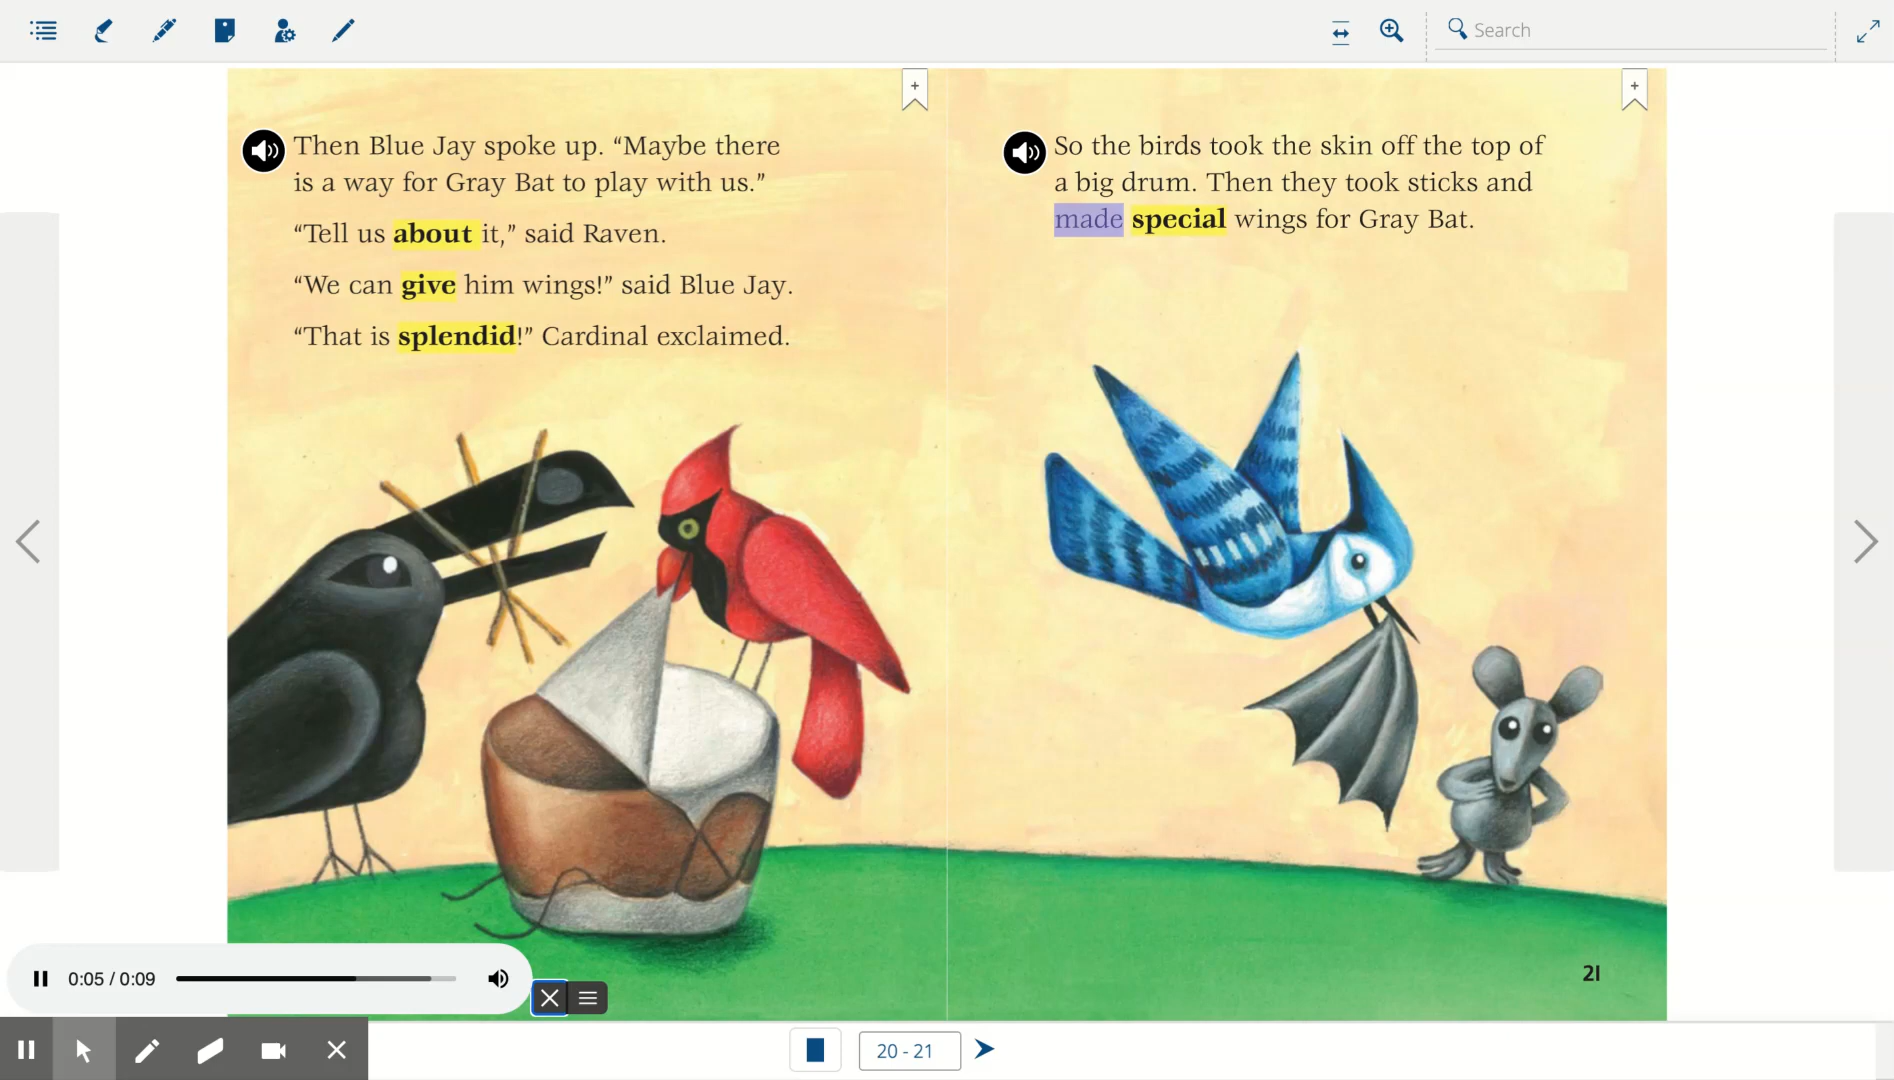 Search
+
+
Then Blue Jay spoke up. “Maybe there
is a way for Gray Bat to play with us.”
“Tell us about it,” said Raven.
“We can give him wings!” said Blue Jay.
“That is splendid!” Cardinal exclaimed.
So the birds took the skin off the top of
a big drum. Then they took sticks and
made special wings for Gray Bat.
21
0:05 / 0:09
20 - 21